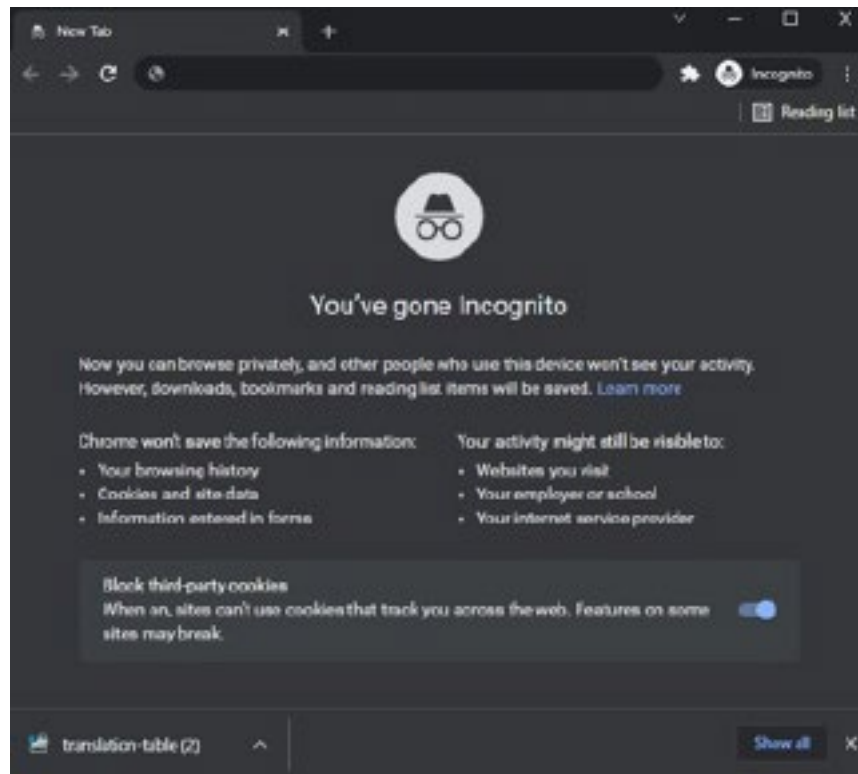 New Tab
Incognito
Reading list
You've gone Incognito
Now you can browse privately, and other people who use this device won't see your activity.
However, downloads, bookmarks and reading list items will be saved. Learn more
Chrome won't save the following information:
• Your browsing history
• Cookies and site data
• Information entered in forms
Your activity might still be visible to:
• Websites you visit
• Your employer or school
• Your internet service provider
Block third-party cookies
When on, sites can't use cookies that track you across the web. Features on some
sites may break.
translation-table (2)
Show all